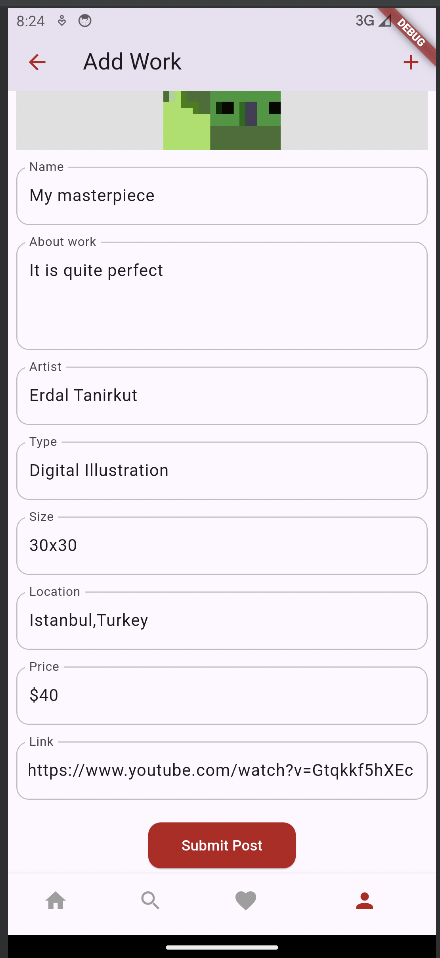 8:24
3G
DEBUG
Add Work
Name
My masterpiece
About work
It is quite perfect
Artist
Erdal Tanirkut
Type
Digital Illustration
Size
30x30
Location
Istanbul,Turkey
Price
$40
Link
https://www.youtube.com/watch?v=Gtqkkf5hXEc
Submit Post